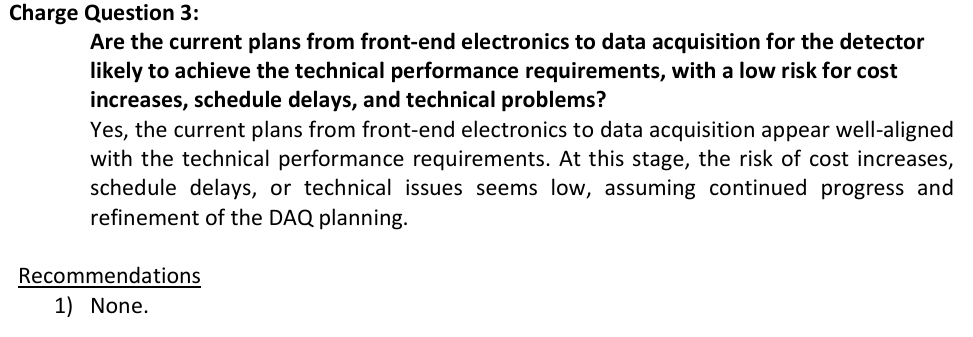 Charge Question 3:
Are the current plans from front-end electronics to data acquisition for the detector
likely to achieve the technical performance requirements, with a low risk for cost
increases, schedule delays, and technical problems?
Yes, the current plans from front-end electronics to data acquisition appear well-aligned
with the technical performance requirements. At this stage, the risk of cost increases,
schedule delays, or technical issues seems low, assuming continued progress and
refinement of the DAQ planning.
Recommendations
1) None.